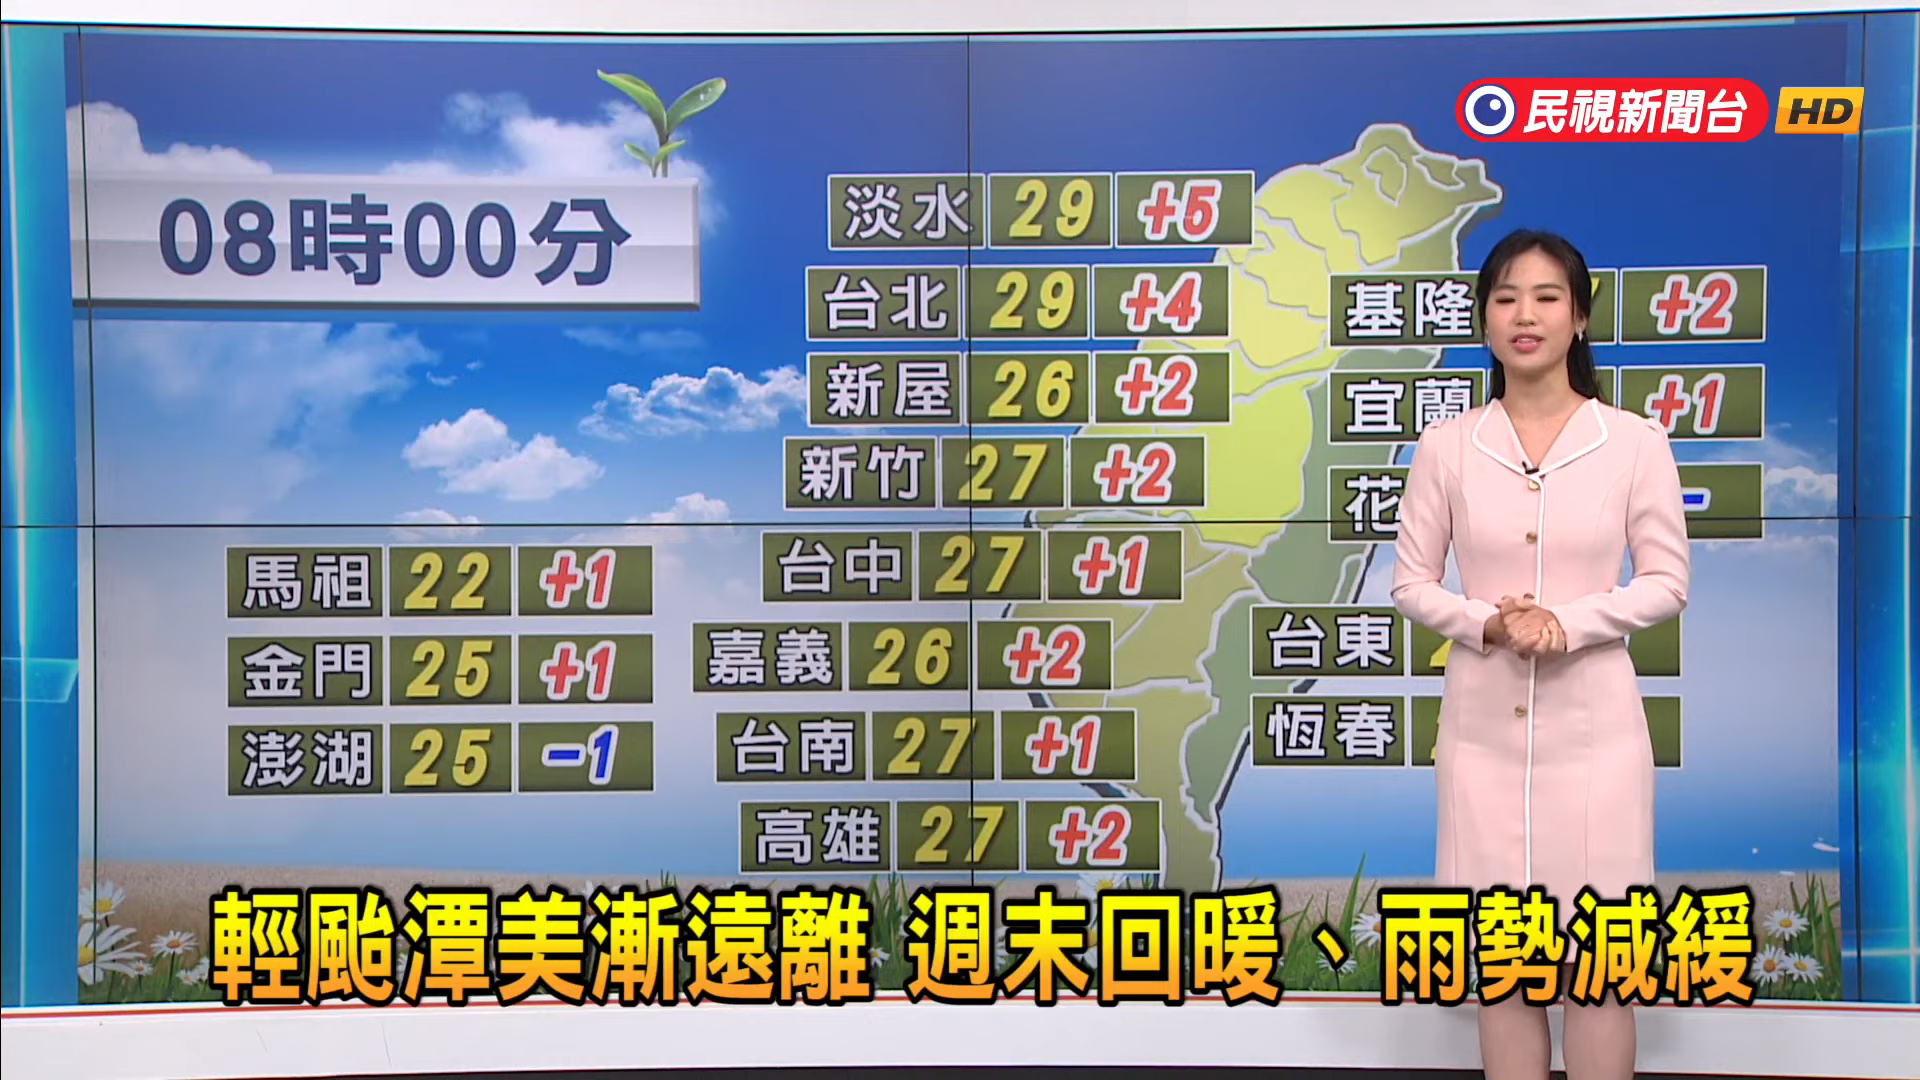 民視新聞台 HD
08時00分
淡水 29 +5
台北 29 +4
新屋 26 +2
新竹 27 +2
台中 27 +1
嘉義 26 +2
台南 27 +1
高雄 27 +2
基隆 +2
宜蘭 +1
花 -
台東
恆春
馬祖 22 +1
金門 25 +1
澎湖 25 -1
輕颱潭美漸遠離 週末回暖、雨勢減緩